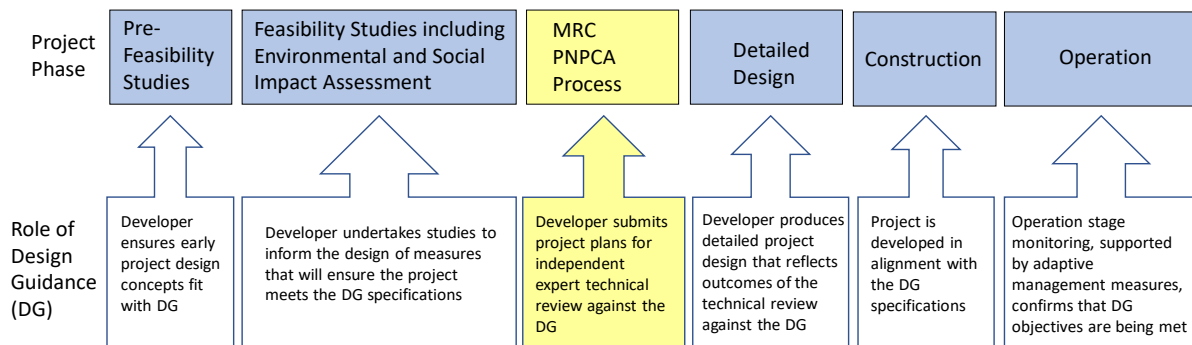 Project
Phase
Pre-
Feasibility
Studies
Feasibility Studies including
Environmental and Social
Impact Assessment
MRC
PNPCA
Process
Detailed
Design
Construction
Operation
Role of
Design
Guidance
(DG)
Developer
ensures early
project design
concepts fit
with DG
Developer undertakes studies to
inform the design of measures
that will ensure the project
meets the DG specifications
Developer submits
project plans for
independent
expert technical
review against the
DG
Developer produces
detailed project
design that reflects
outcomes of the
technical review
against the DG
Project is
developed in
alignment with
the DG
specifications
Operation stage
monitoring, supported
by adaptive
management measures,
confirms that DG
objectives are being met